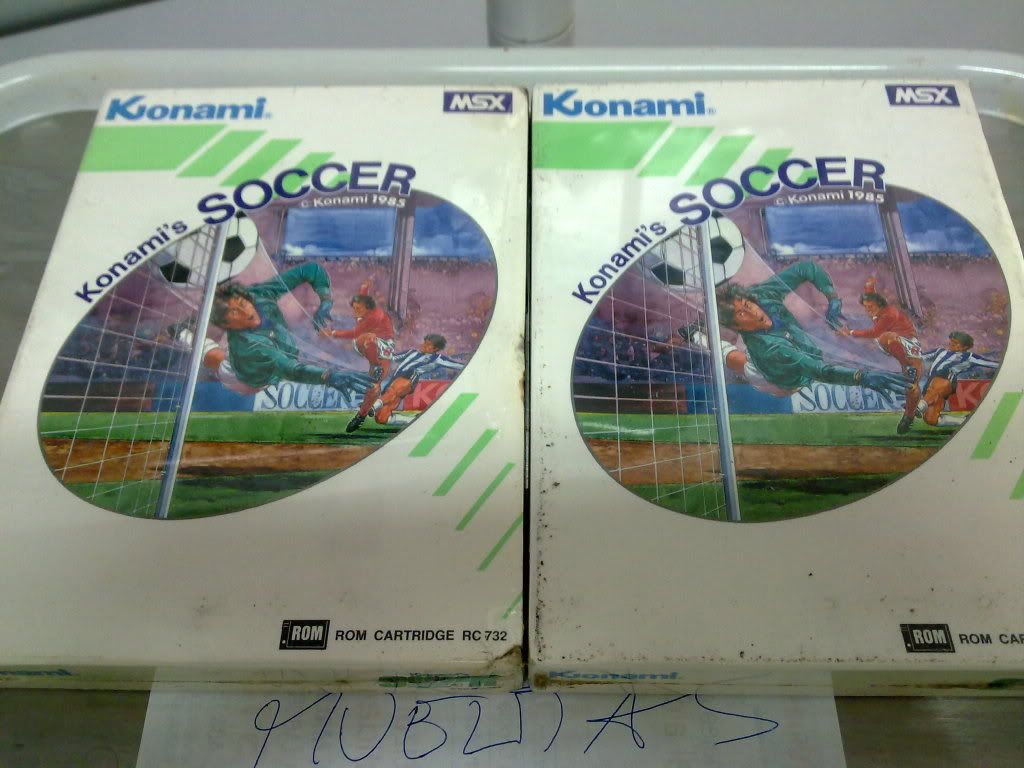 Konami®
MSX
Konami's SOCCER
© Konami 1985
SOCCER
K
ROM
ROM CARTRIDGE RC 732
Konami®
MSX
Konami's SOCCER
© Konami 1985
SOCCER
K
ROM
ROM CAR
Konami